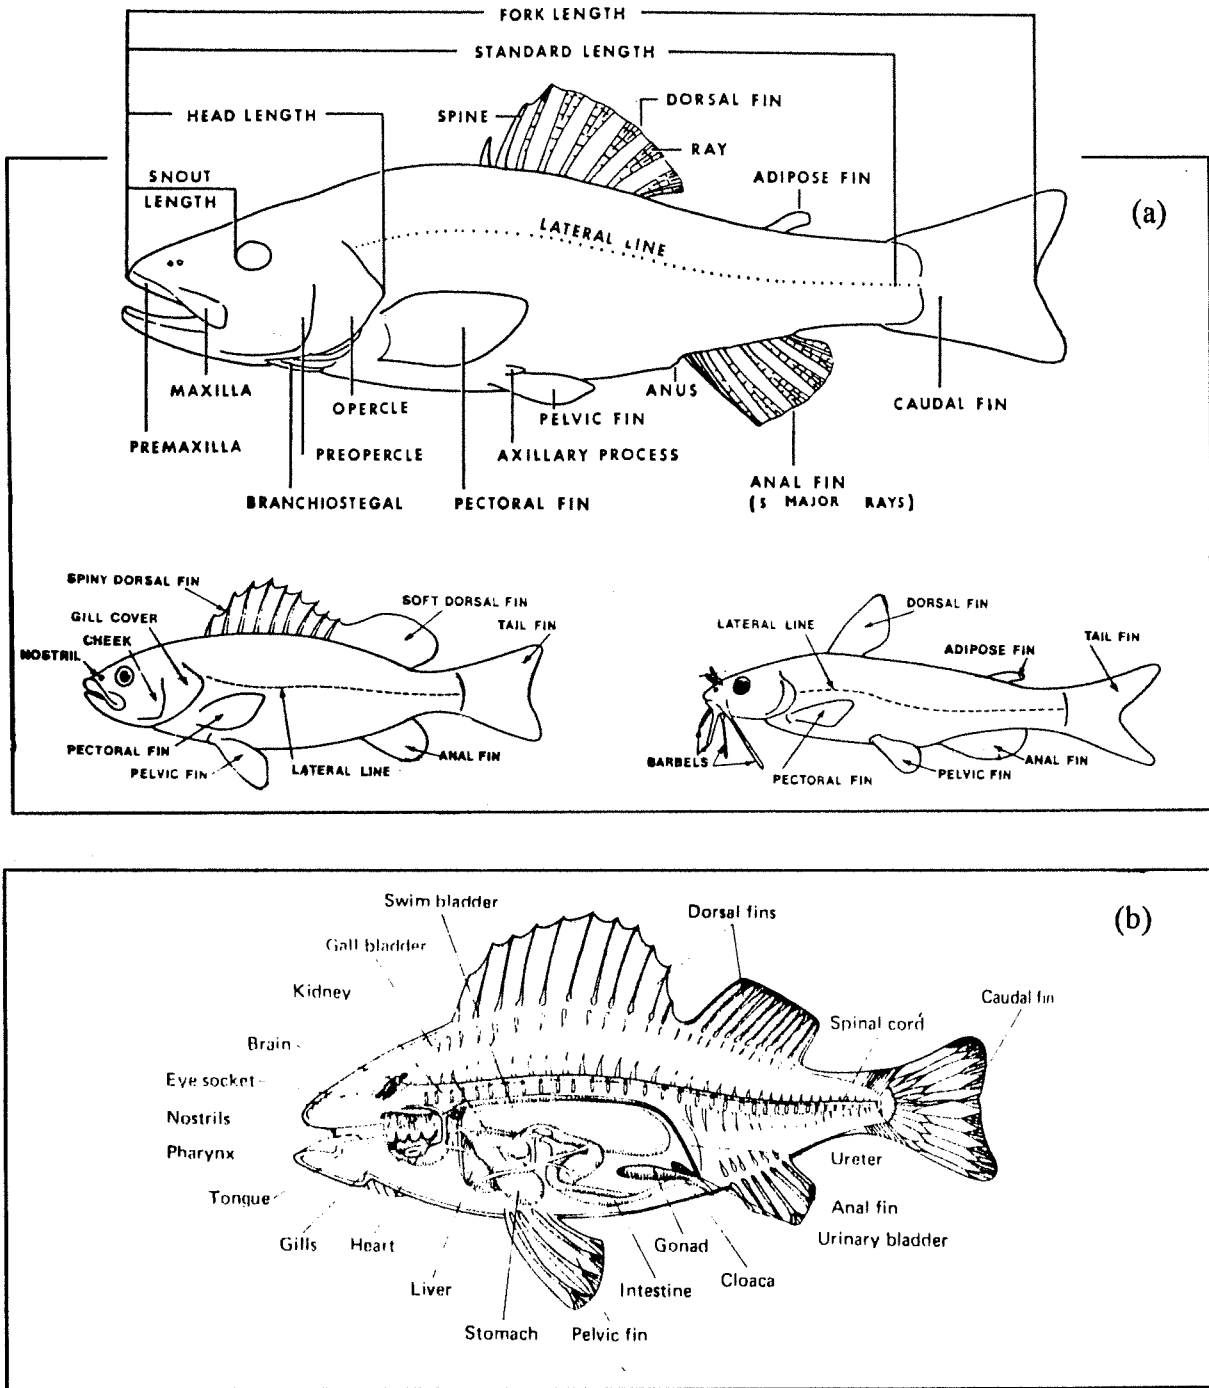 FORK LENGTH
STANDARD LENGTH
HEAD LENGTH
SPINE
DORSAL FIN
RAY
SNOUT
LENGTH
ADIPOSE FIN
(a)
LATERAL LINE
MAXILLA
OPERCLE
PELVIC FIN
ANUS
CAUDAL FIN
PREMAXILLA
PREOPERCLE
AXILLARY PROCESS
BRANCHIOSTEGAL
PECTORAL FIN
ANAL FIN
(S MAJOR RAYS)
SPINY DORSAL FIN
GILL COVER
CHEEK
NOSTRIL
SOFT DORSAL FIN
TAIL FIN
PECTORAL FIN
PELVIC FIN
LATERAL LINE
ANAL FIN
DORSAL FIN
LATERAL LINE
ADIPOSE FIN
TAIL FIN
BARBELS
PECTORAL FIN
PELVIC FIN
ANAL FIN
(b)
Swim bladder
Dorsal fins
Gall bladder
Kidney
Caudal fin
Spinal cord
Brain
Eye socket
Nostrils
Pharynx
Ureter
Tongue
Anal fin
Urinary bladder
Gills
Heart
Gonad
Cloaca
Liver
Intestine
Stomach
Pelvic fin